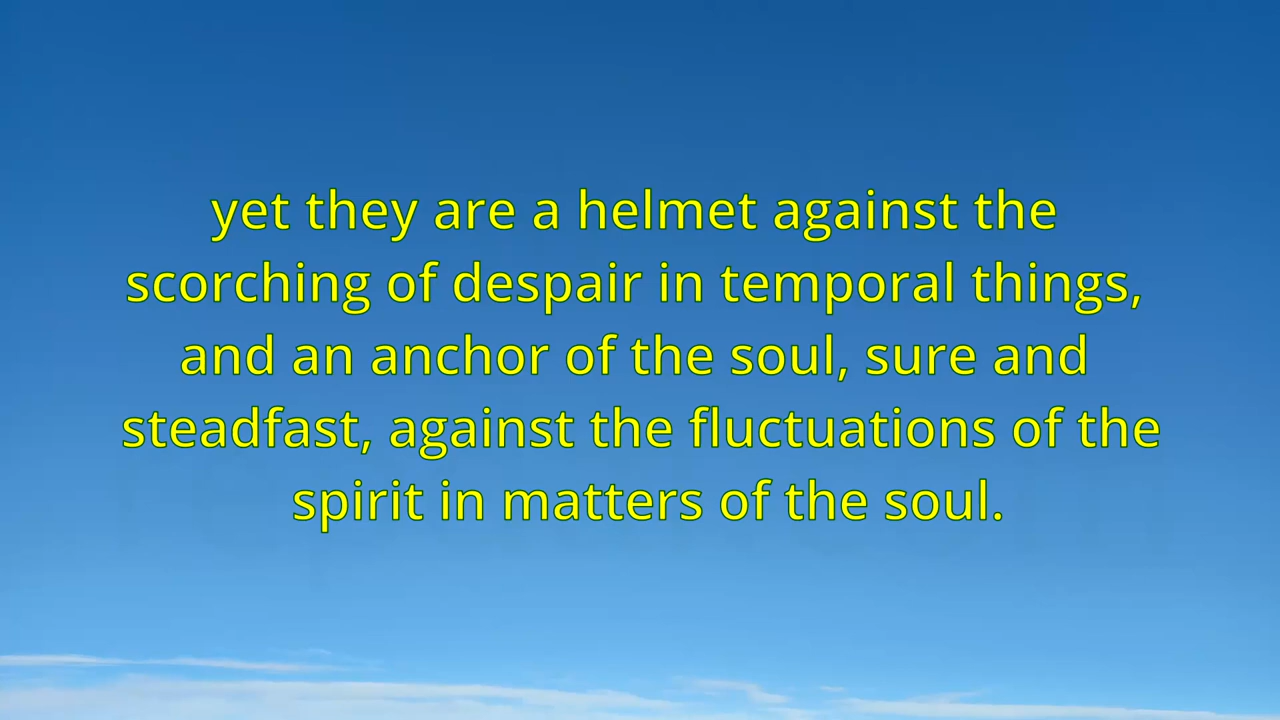 yet they are a helmet against the
scorching of despair in temporal things,
and an anchor of the soul, sure and
steadfast, against the fluctuations of the
spirit in matters of the soul.